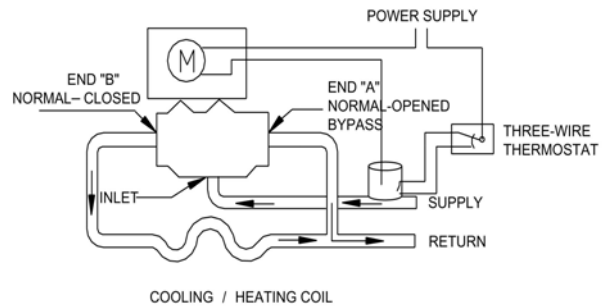 POWER SUPPLY
M
END "B"
NORMAL– CLOSED
END "A"
NORMAL-OPENED
BYPASS
THREE-WIRE
THERMOSTAT
INLET
SUPPLY
RETURN
COOLING / HEATING COIL